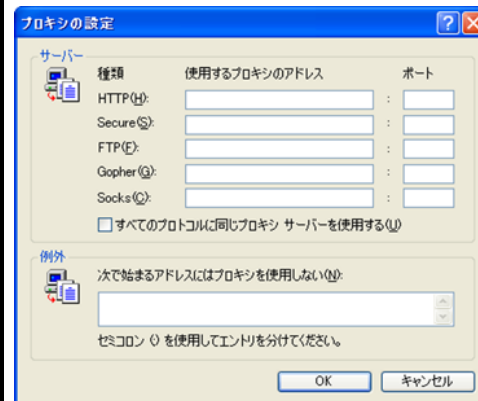 プロキシの設定
サーバー
種類 使用するプロキシのアドレス ポート
HTTP(H): :
Secure(S): :
FTP(F): :
Gopher(G): :
Socks(C): :
すべてのプロトコルに同じプロキシ サーバーを使用する(U)
例外
次で始まるアドレスにはプロキシを使用しない(N):
セミコロン (;) を使用してエントリを分けてください。
OK キャンセル